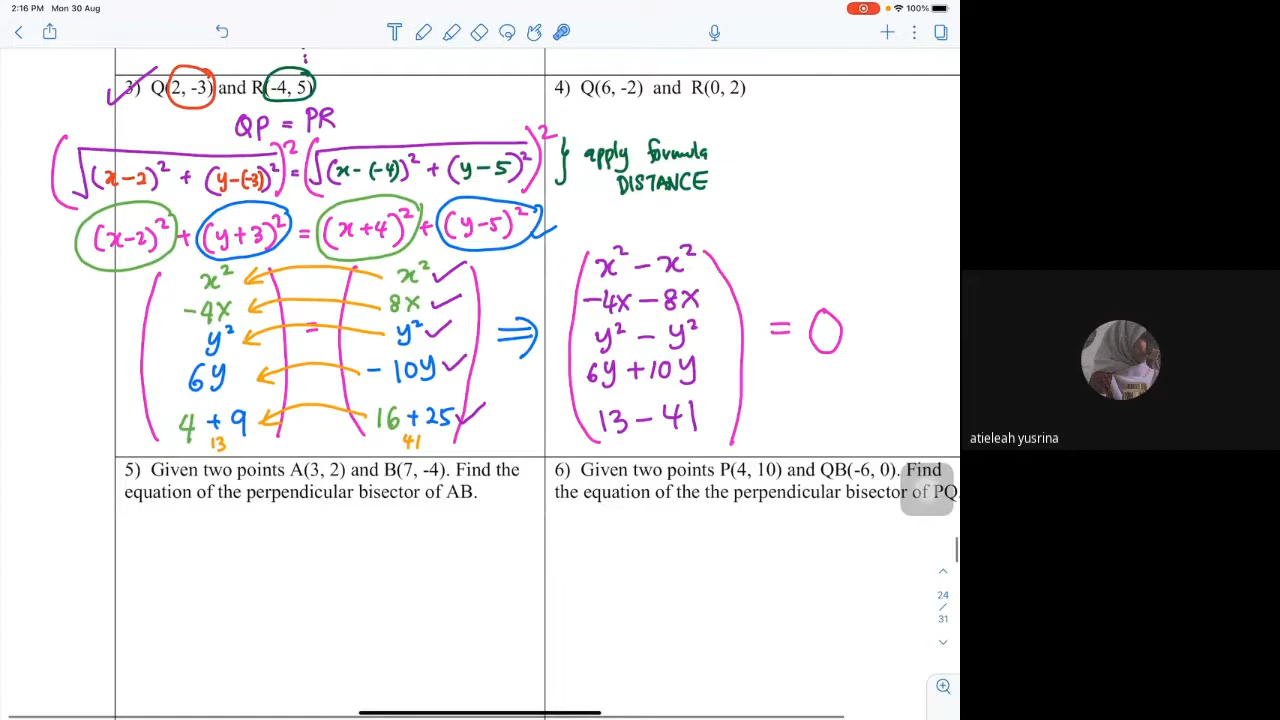 2:16 PM Mon 30 Aug
100%
3) Q(2, -3) and R(-4, 5)
QP = PR
(√(x-2)² + (y-(-3))²)² = (√(x-(-4))² + (y-5)²)²
} apply formula
DISTANCE
(x-2)² + (y+3)² = (x+4)² + (y-5)²
x² x²
-4x 8x
y² = y²
6y - 10y
4 + 9 16 + 25
13 41
⇒
x² - x²
-4x - 8x
y² - y² = 0
6y + 10y
13 - 41
4) Q(6, -2) and R(0, 2)
5) Given two points A(3, 2) and B(7, -4). Find the
equation of the perpendicular bisector of AB.
6) Given two points P(4, 10) and QB(-6, 0). Find
the equation of the the perpendicular bisector of PQ.
24
/
31
atieleah yusrina